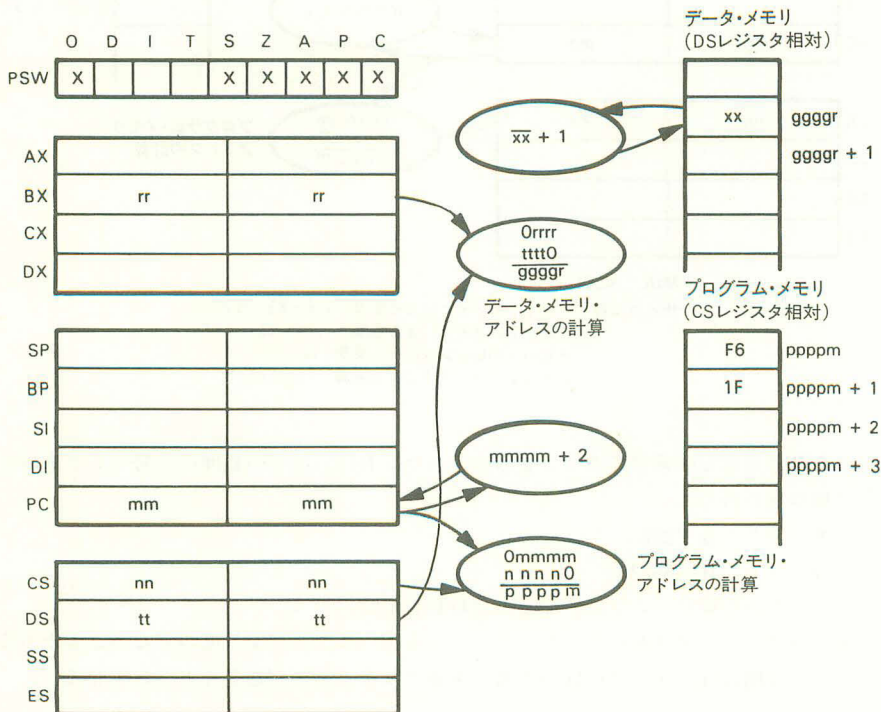 O D I T S Z A P C
PSW X X X X X X
AX
BX rr rr
CX
DX
SP
BP
SI
DI
PC mm mm
CS nn nn
DS tt tt
SS
ES
xx + 1
0rrrr
tttt0
ggggr
データ・メモリ・
アドレスの計算
mmmm + 2
0mmmm
n n n n0
p p p p m
プログラム・メモリ・
アドレスの計算
データ・メモリ
(DSレジスタ相対)
xx ggggr
ggggr + 1
プログラム・メモリ
(CSレジスタ相対)
F6 ppppm
1F ppppm + 1
ppppm + 2
ppppm + 3